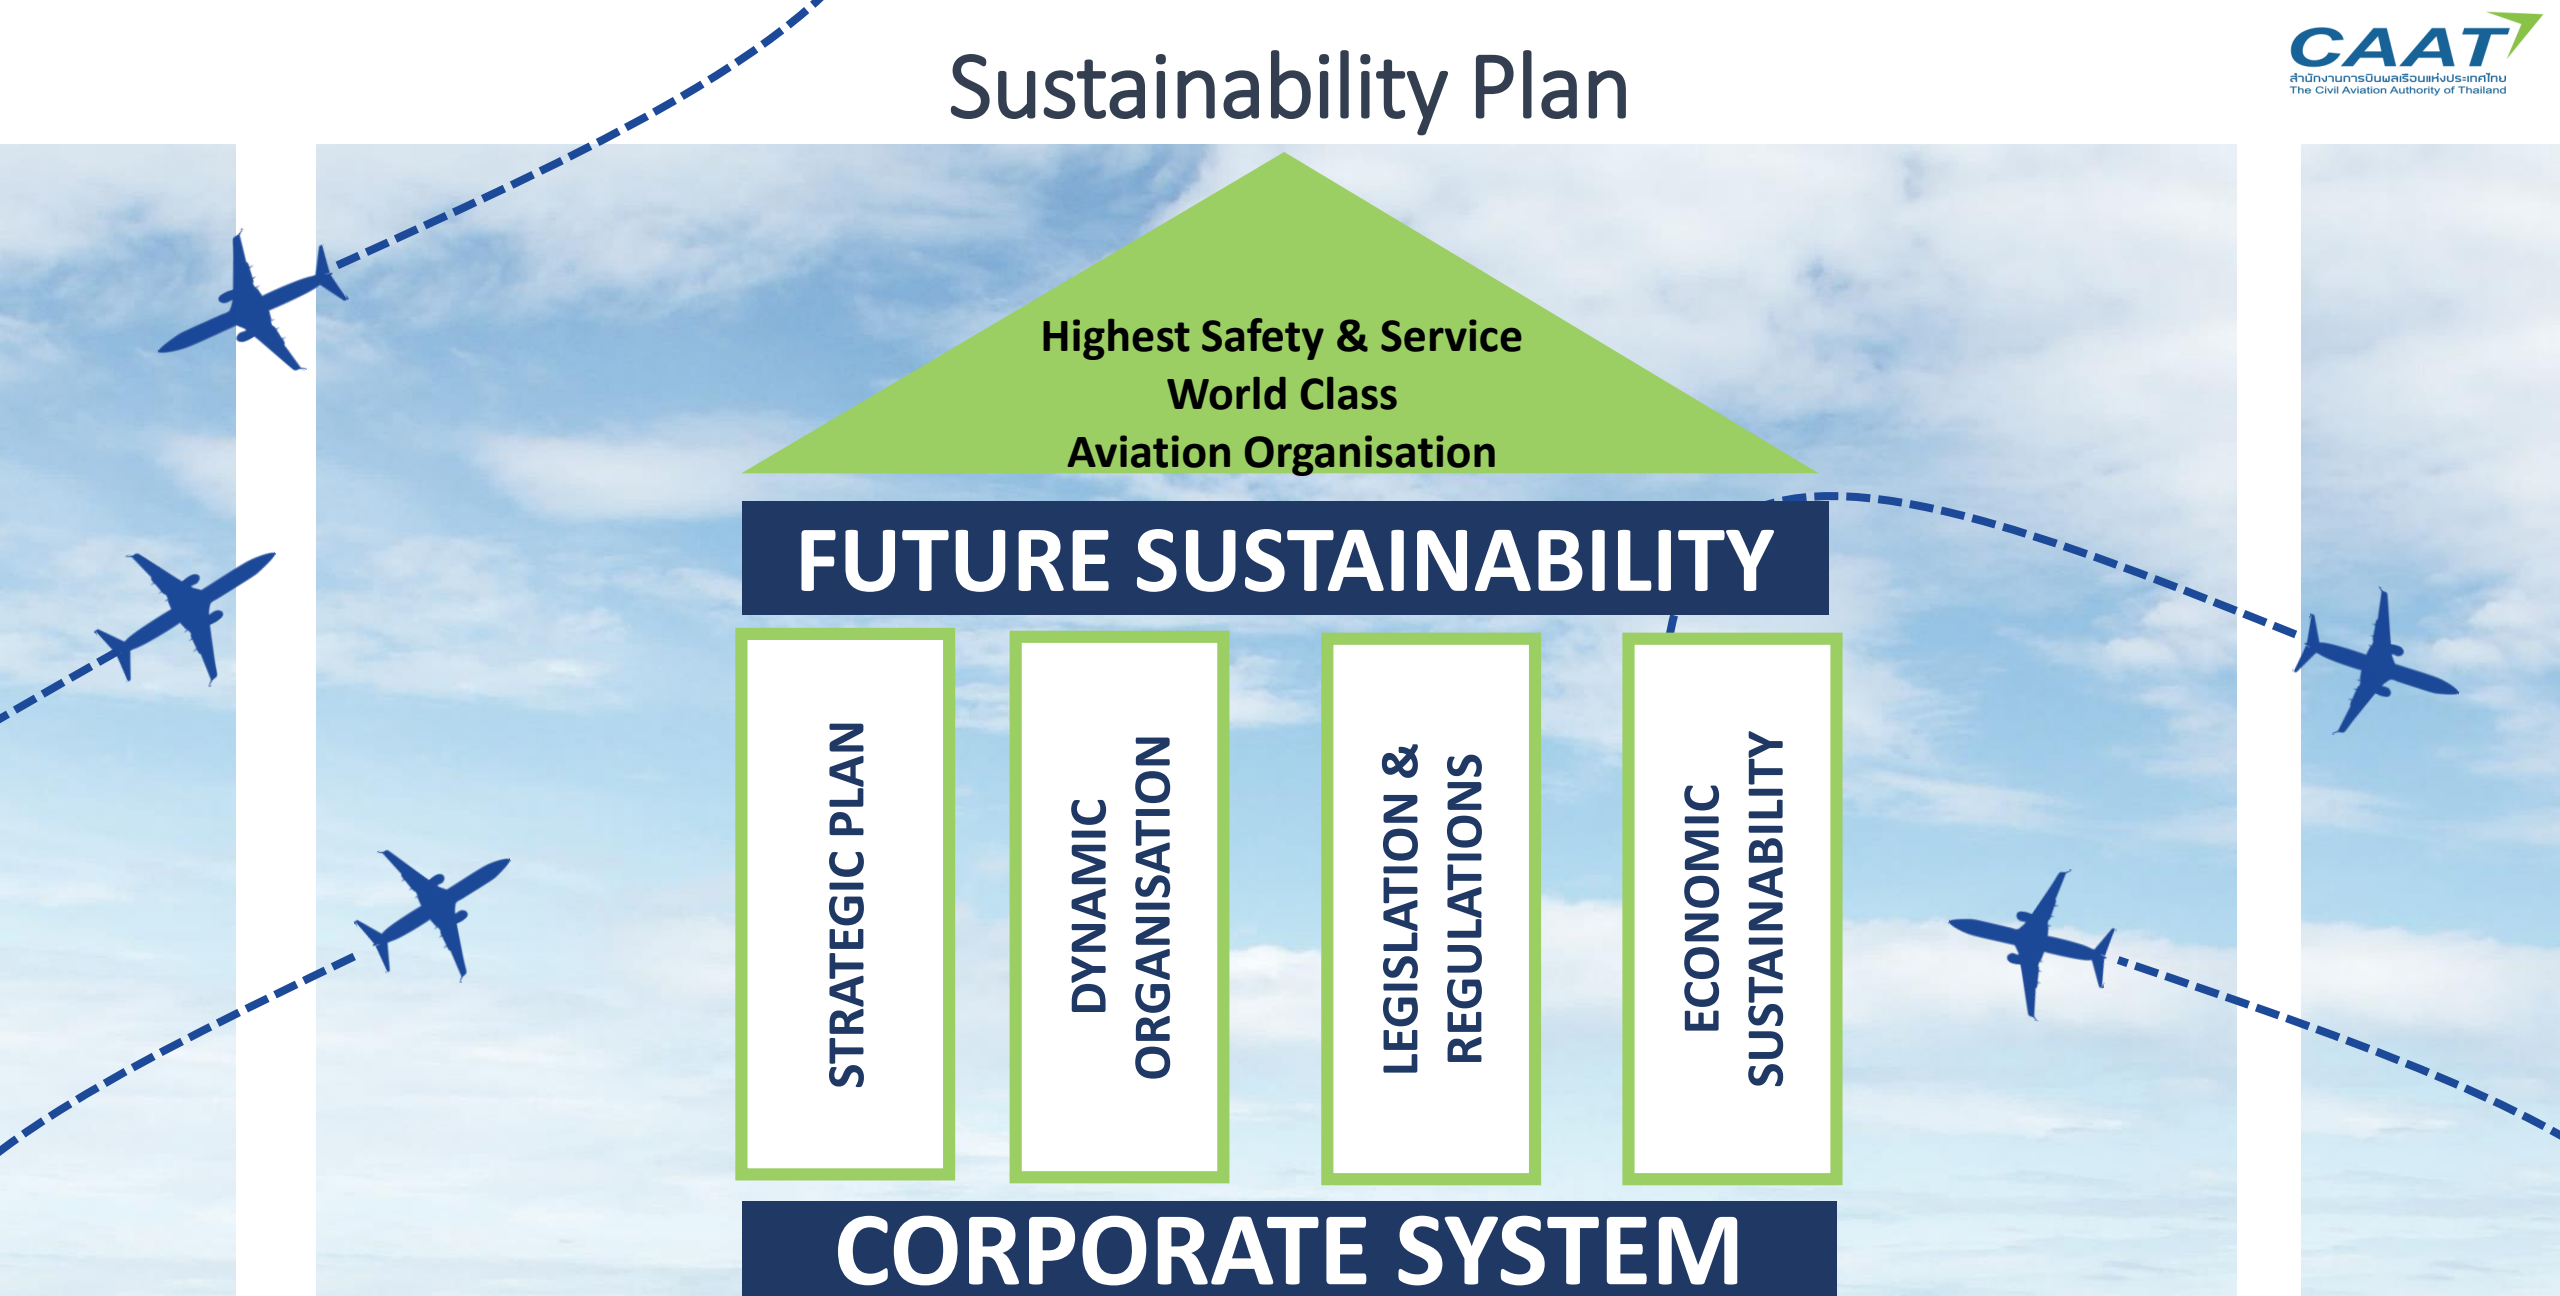 Sustainability Plan
CAAT
สำนักงานการบินพลเรือนแห่งประเทศไทย
The Civil Aviation Authority of Thailand
Highest Safety & Service
World Class
Aviation Organisation
FUTURE SUSTAINABILITY
STRATEGIC PLAN
DYNAMIC
ORGANISATION
LEGISLATION &
REGULATIONS
ECONOMIC
SUSTAINABILITY
CORPORATE SYSTEM